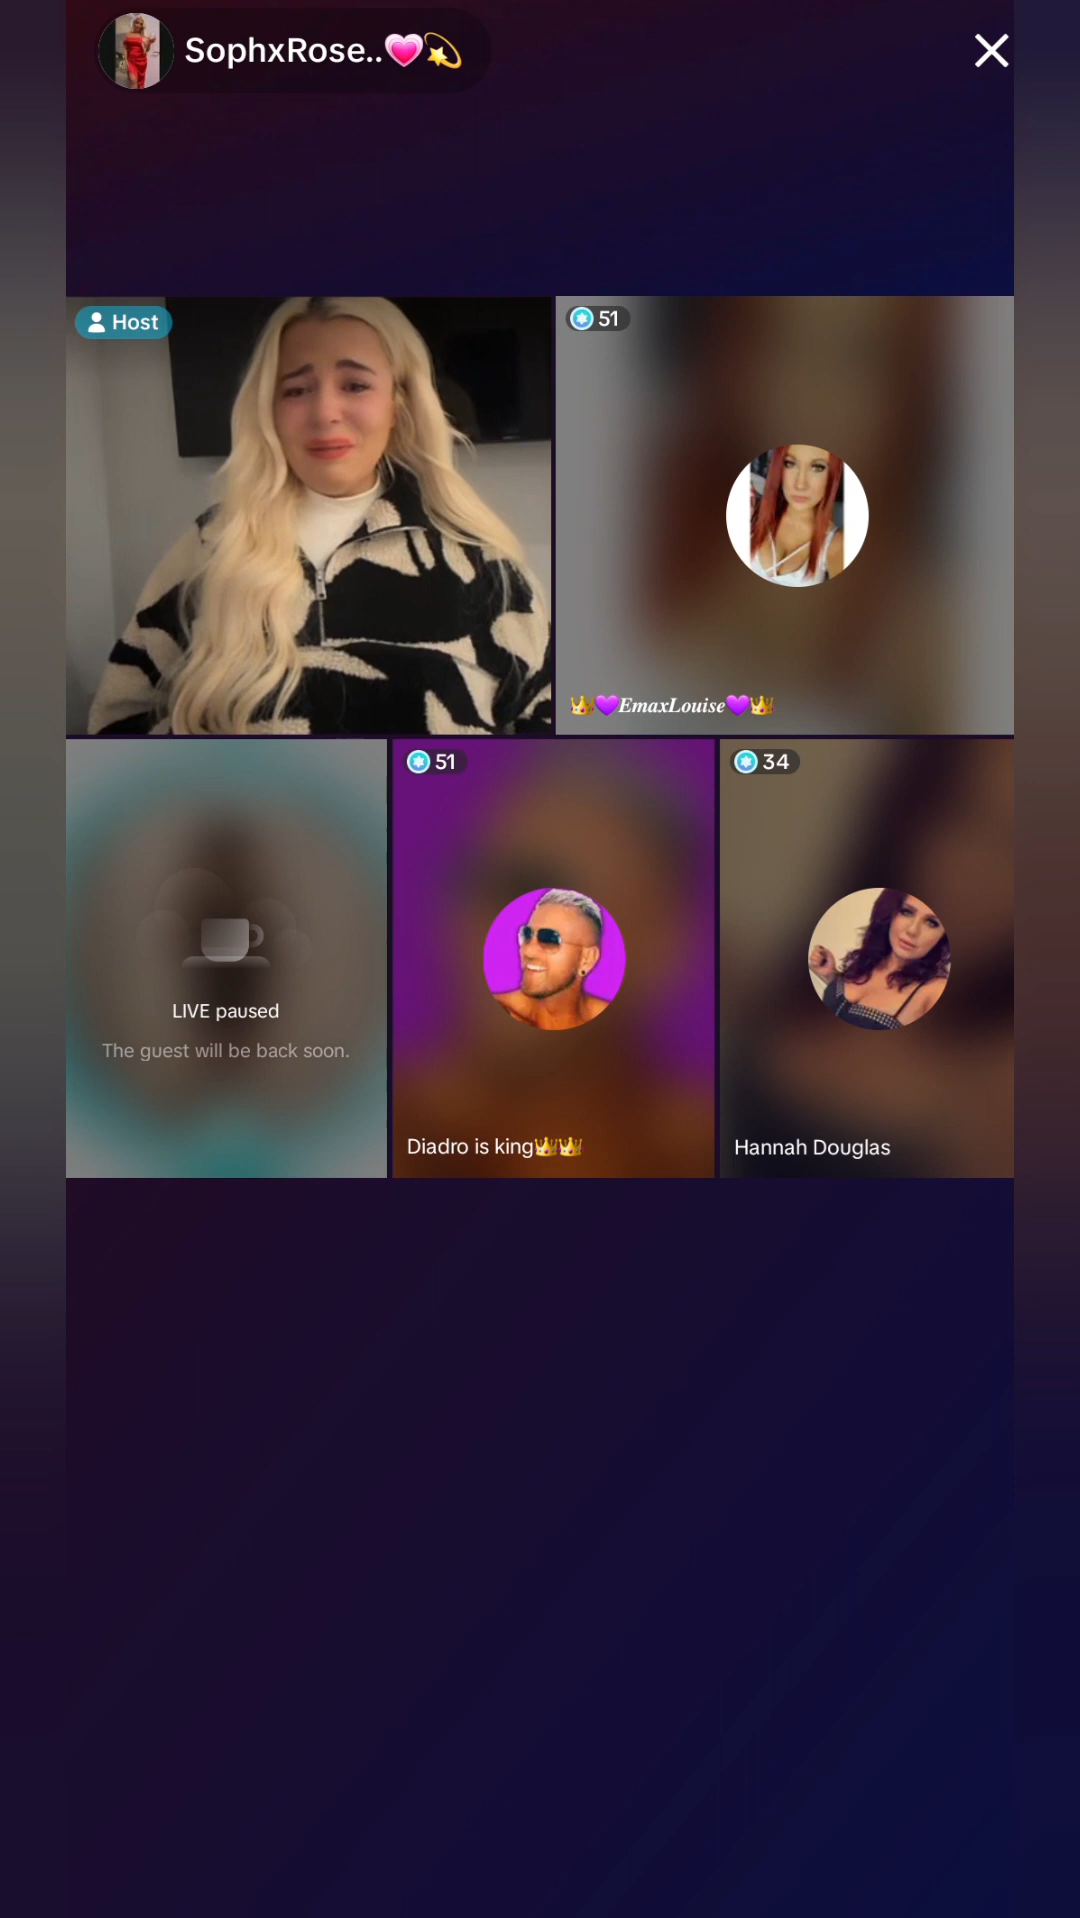 SophxRose..💗💫
Host
51
👑💜EmaxLouise💜👑
LIVE paused
The guest will be back soon.
51
Diadro is king👑👑
34
Hannah Douglas